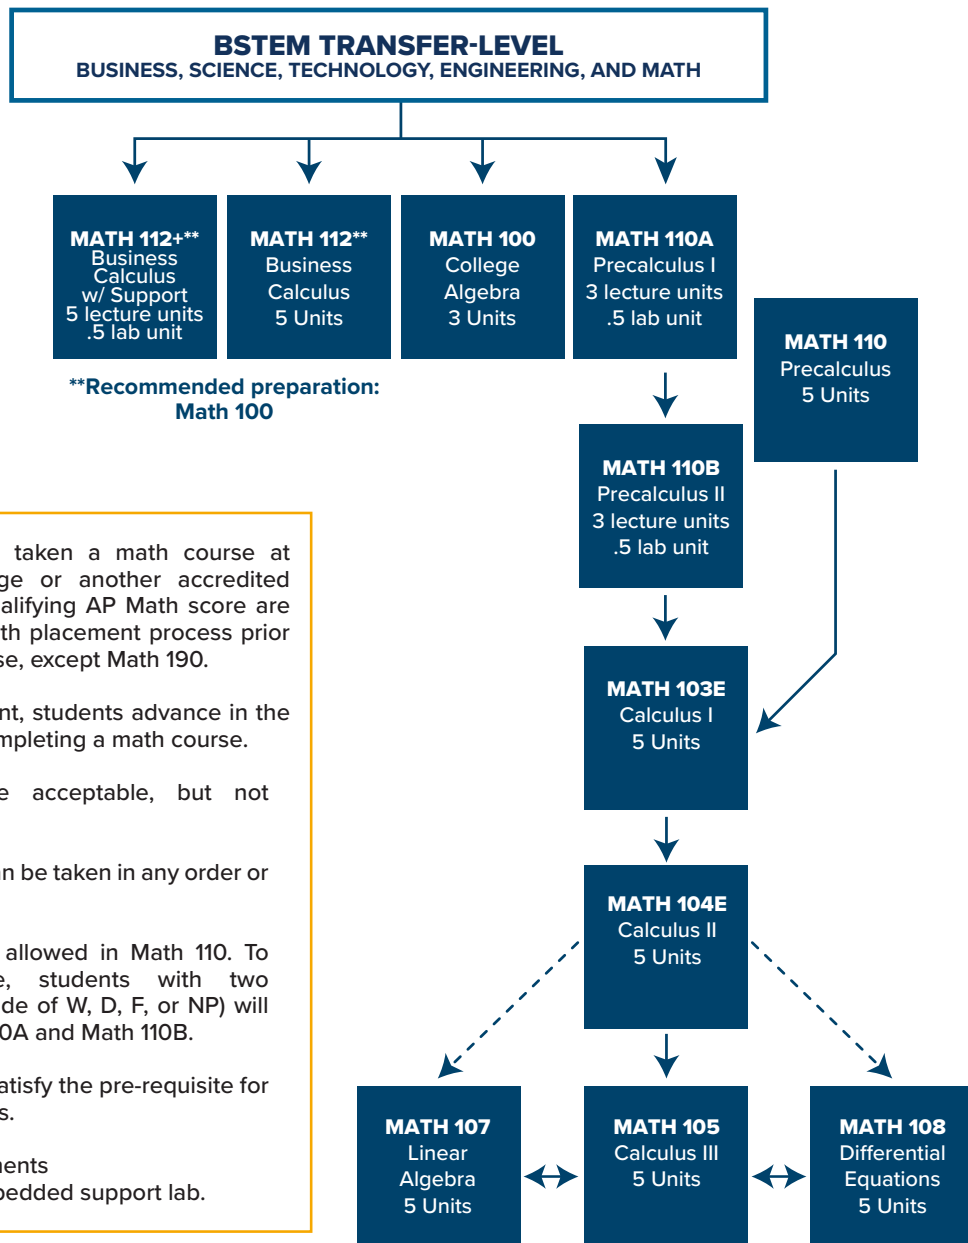 BSTEM TRANSFER-LEVEL
BUSINESS, SCIENCE, TECHNOLOGY, ENGINEERING, AND MATH
MATH 112+**
Business
Calculus
w/ Support
5 lecture units
.5 lab unit
MATH 112**
Business
Calculus
5 Units
MATH 100
College
Algebra
3 Units
MATH 110A
Precalculus I
3 lecture units
.5 lab unit
MATH 110
Precalculus
5 Units
**Recommended preparation:
Math 100
MATH 110B
Precalculus II
3 lecture units
.5 lab unit
taken a math course at
ge or another accredited
alifying AP Math score are
th placement process prior
se, except Math 190.
nt, students advance in the
mpleting a math course.
e acceptable, but not
an be taken in any order or
allowed in Math 110. To
e, students with two
de of W, D, F, or NP) will
0A and Math 110B.
atisfy the pre-requisite for
s.
nents
bedded support lab.
MATH 103E
Calculus I
5 Units
MATH 104E
Calculus II
5 Units
MATH 107
Linear
Algebra
5 Units
MATH 105
Calculus III
5 Units
MATH 108
Differential
Equations
5 Units